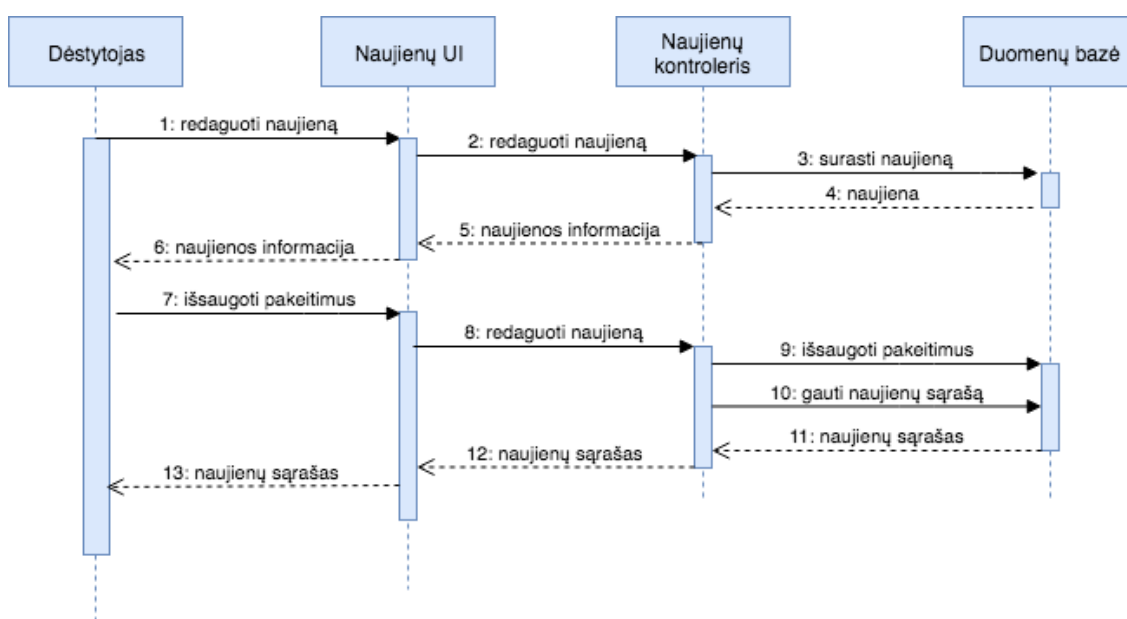 Dėstytojas
Naujienų UI
Naujienų
kontroleris
Duomenų bazė
1: redaguoti naujieną
2: redaguoti naujieną
3: surasti naujieną
4: naujiena
5: naujienos informacija
6: naujienos informacija
7: išsaugoti pakeitimus
8: redaguoti naujieną
9: išsaugoti pakeitimus
10: gauti naujienų sąrašą
11: naujienų sąrašas
12: naujienų sąrašas
13: naujienų sąrašas